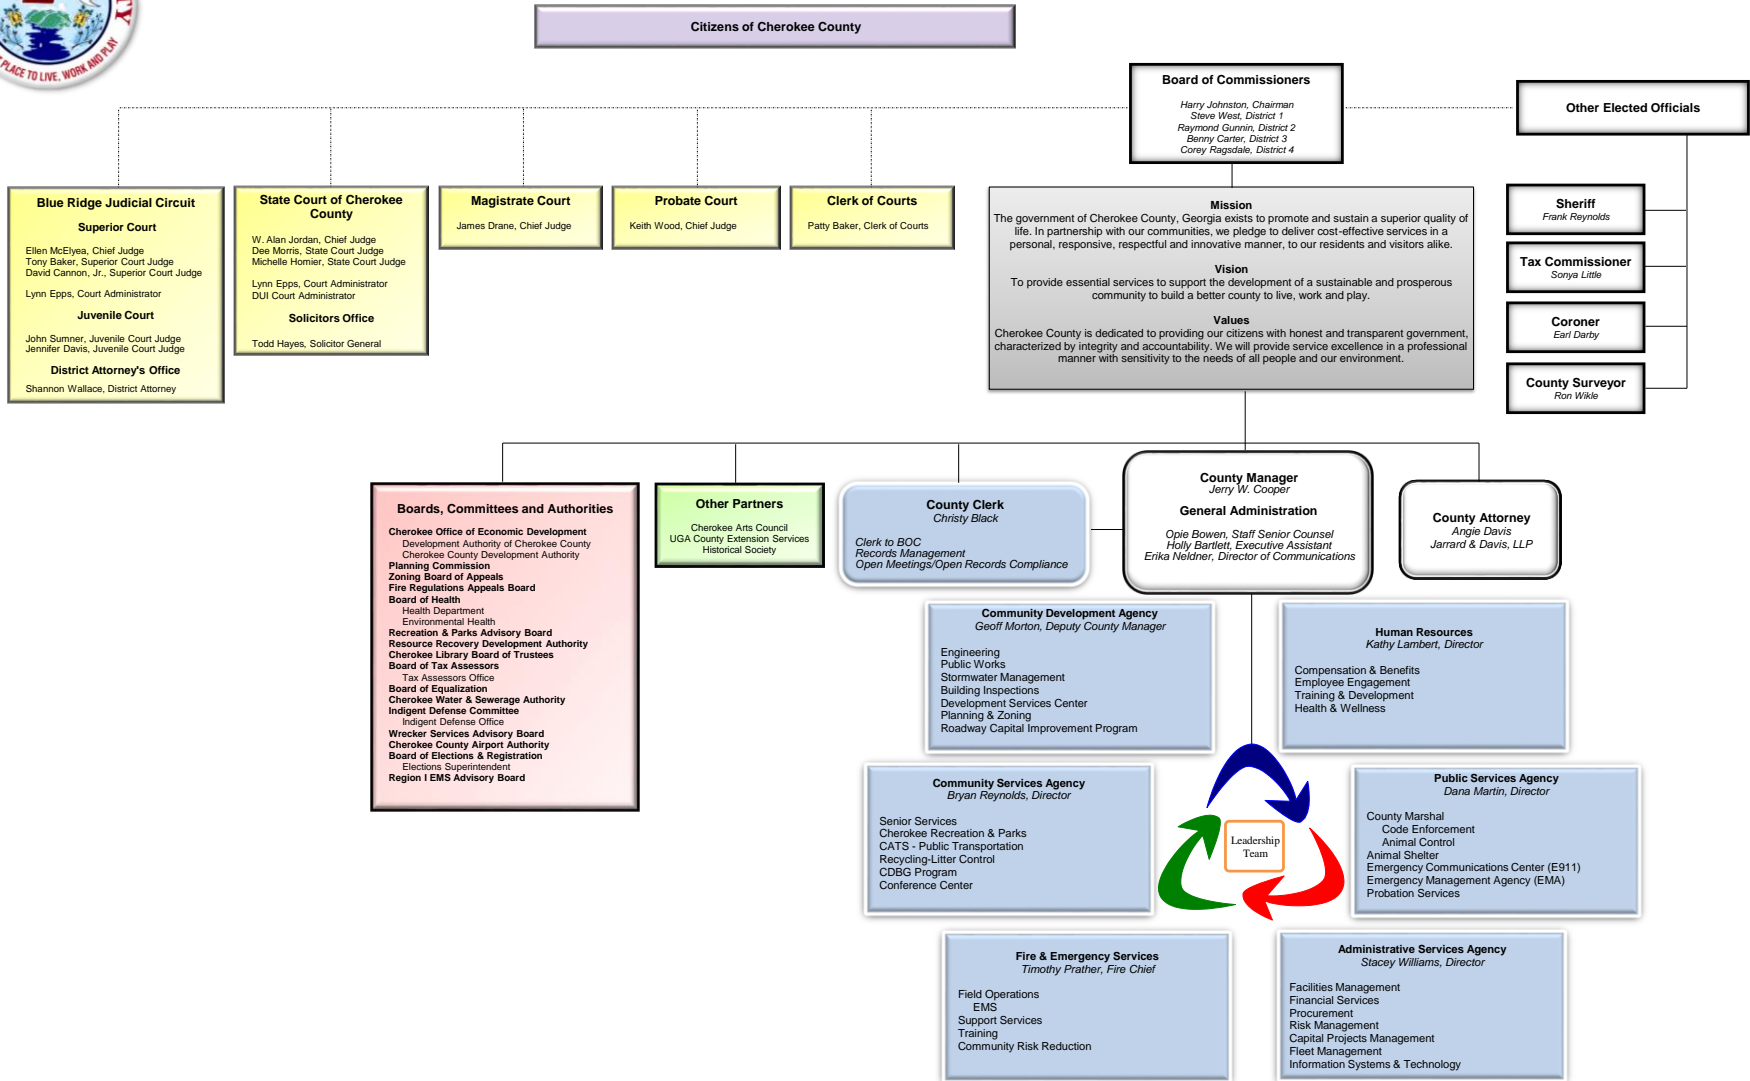 TY
PLACE TO LIVE, WORK AND PLAY
Citizens of Cherokee County
Board of Commissioners
Harry Johnston, Chairman
Steve West, District 1
Raymond Gunnin, District 2
Benny Carter, District 3
Corey Ragsdale, District 4
Other Elected Officials
Blue Ridge Judicial Circuit
Superior Court
Ellen McElyea, Chief Judge
Tony Baker, Superior Court Judge
David Cannon, Jr., Superior Court Judge
Lynn Epps, Court Administrator
Juvenile Court
John Sumner, Juvenile Court Judge
Jennifer Davis, Juvenile Court Judge
District Attorney's Office
Shannon Wallace, District Attorney
State Court of Cherokee
County
W. Alan Jordan, Chief Judge
Dee Morris, State Court Judge
Michelle Homier, State Court Judge
Lynn Epps, Court Administrator
DUI Court Administrator
Solicitors Office
Todd Hayes, Solicitor General
Magistrate Court
James Drane, Chief Judge
Probate Court
Keith Wood, Chief Judge
Clerk of Courts
Patty Baker, Clerk of Courts
Mission
The government of Cherokee County, Georgia exists to promote and sustain a superior quality of
life. In partnership with our communities, we pledge to deliver cost-effective services in a
personal, responsive, respectful and innovative manner, to our residents and visitors alike.
Vision
To provide essential services to support the development of a sustainable and prosperous
community to build a better county to live, work and play.
Values
Cherokee County is dedicated to providing our citizens with honest and transparent government,
characterized by integrity and accountability. We will provide service excellence in a professional
manner with sensitivity to the needs of all people and our environment.
Sheriff
Frank Reynolds
Tax Commissioner
Sonya Little
Coroner
Earl Darby
County Surveyor
Ron Wikle
Boards, Committees and Authorities
Cherokee Office of Economic Development
Development Authority of Cherokee County
Cherokee County Development Authority
Planning Commission
Zoning Board of Appeals
Fire Regulations Appeals Board
Board of Health
Health Department
Environmental Health
Recreation & Parks Advisory Board
Resource Recovery Development Authority
Cherokee Library Board of Trustees
Board of Tax Assessors
Tax Assessors Office
Board of Equalization
Cherokee Water & Sewerage Authority
Indigent Defense Committee
Indigent Defense Office
Wrecker Services Advisory Board
Cherokee County Airport Authority
Board of Elections & Registration
Elections Superintendent
Region I EMS Advisory Board
Other Partners
Cherokee Arts Council
UGA County Extension Services
Historical Society
County Clerk
Christy Black
Clerk to BOC
Records Management
Open Meetings/Open Records Compliance
County Manager
Jerry W. Cooper
General Administration
Opie Bowen, Staff Senior Counsel
Holly Bartlett, Executive Assistant
Erika Neldner, Director of Communications
County Attorney
Angie Davis
Jarrard & Davis, LLP
Community Development Agency
Geoff Morton, Deputy County Manager
Engineering
Public Works
Stormwater Management
Building Inspections
Development Services Center
Planning & Zoning
Roadway Capital Improvement Program
Human Resources
Kathy Lambert, Director
Compensation & Benefits
Employee Engagement
Training & Development
Health & Wellness
Community Services Agency
Bryan Reynolds, Director
Senior Services
Cherokee Recreation & Parks
CATS - Public Transportation
Recycling-Litter Control
CDBG Program
Conference Center
Leadership
Team
Public Services Agency
Dana Martin, Director
County Marshal
Code Enforcement
Animal Control
Animal Shelter
Emergency Communications Center (E911)
Emergency Management Agency (EMA)
Probation Services
Fire & Emergency Services
Timothy Prather, Fire Chief
Field Operations
EMS
Support Services
Training
Community Risk Reduction
Administrative Services Agency
Stacey Williams, Director
Facilities Management
Financial Services
Procurement
Risk Management
Capital Projects Management
Fleet Management
Information Systems & Technology